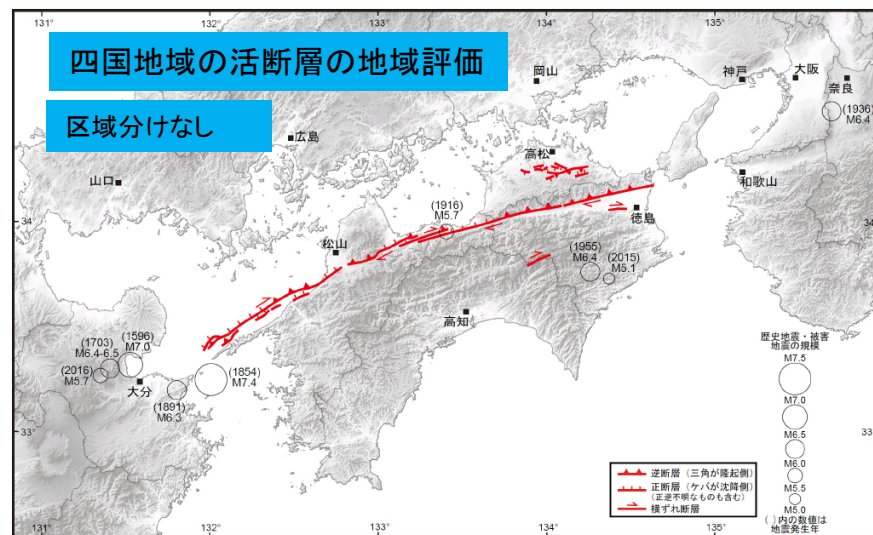 131°
132°
133°
134°
135°
四国地域の活断層の地域評価
区域分けなし
岡山
神戸
大阪
奈良
(1936)
M6.4
広島
高松
山口
和歌山
34°
34°
(1916)
M5.7
徳島
松山
(1955)
M6.4
(2015)
M5.1
高知
(1703)
M6.4-6.5
(1596)
M7.0
(2016)
M5.7
大分
(1854)
M7.4
(1891)
M6.3
歴史地震・被害
地震の規模
M7.5
M7.0
M6.5
M6.0
M5.5
M5.0
( )内の数値は
地震発生年
33°
33°
逆断層(三角が隆起側)
正断層(ケバが沈降側)
(正逆不明なものも含む)
横ずれ断層
131°
132°
133°
134°
135°